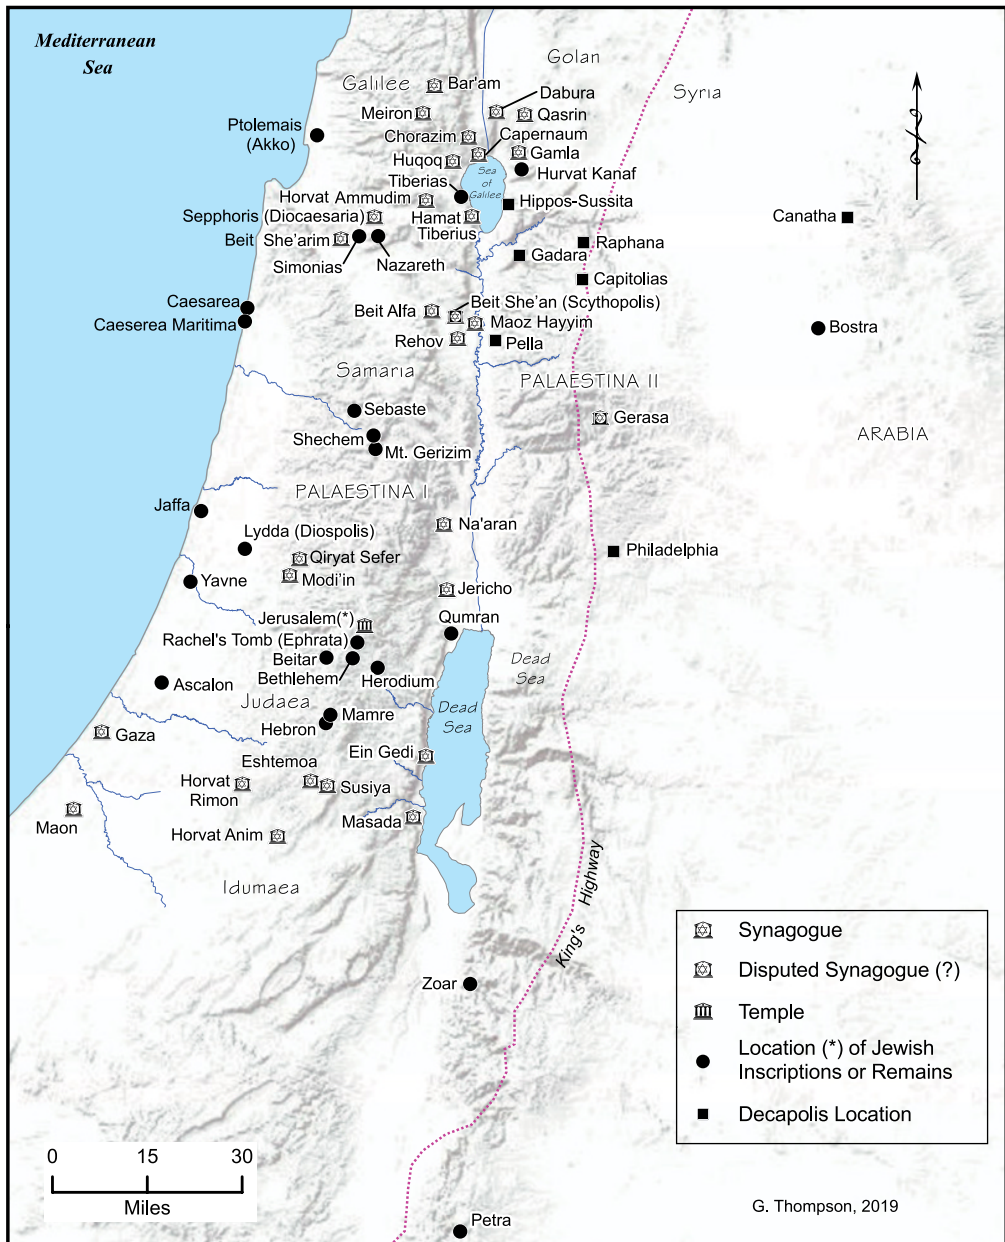 Mediterranean
Sea
Golan
Galilee
Bar'am
Syria
Dabura
Meiron
Qasrin
Ptolemais
(Akko)
Chorazim
Capernaum
Huqoq
Gamla
Sea
of
Galilee
Hurvat Kanaf
Tiberias
Horvat Ammudim
Hippos-Sussita
Sepphoris (Diocaesaria)
Hamat
Tiberius
Canatha
Beit She'arim
Raphana
Simonias
Nazareth
Gadara
Capitolias
Caesarea
Beit She'an (Scythopolis)
Beit Alfa
Caeserea Maritima
Maoz Hayyim
Bostra
Rehov
Pella
Samaria
PALAESTINA II
Sebaste
Gerasa
Shechem
ARABIA
Mt. Gerizim
PALAESTINA I
Jaffa
Na'aran
Lydda (Diospolis)
Qiryat Sefer
Philadelphia
Modi'in
Yavne
Jericho
Jerusalem(*)
Qumran
Rachel's Tomb (Ephrata)
Beitar
Dead
Sea
Bethlehem
Herodium
Ascalon
Judaea
Mamre
Dead
Sea
Hebron
Gaza
Ein Gedi
Eshtemoa
Horvat
Rimon
Susiya
Maon
Masada
Horvat Anim
Idumaea
King's Highway
Zoar
Petra
Synagogue
Disputed Synagogue (?)
Temple
Location (*) of Jewish
Inscriptions or Remains
Decapolis Location
0 15 30
Miles
G. Thompson, 2019